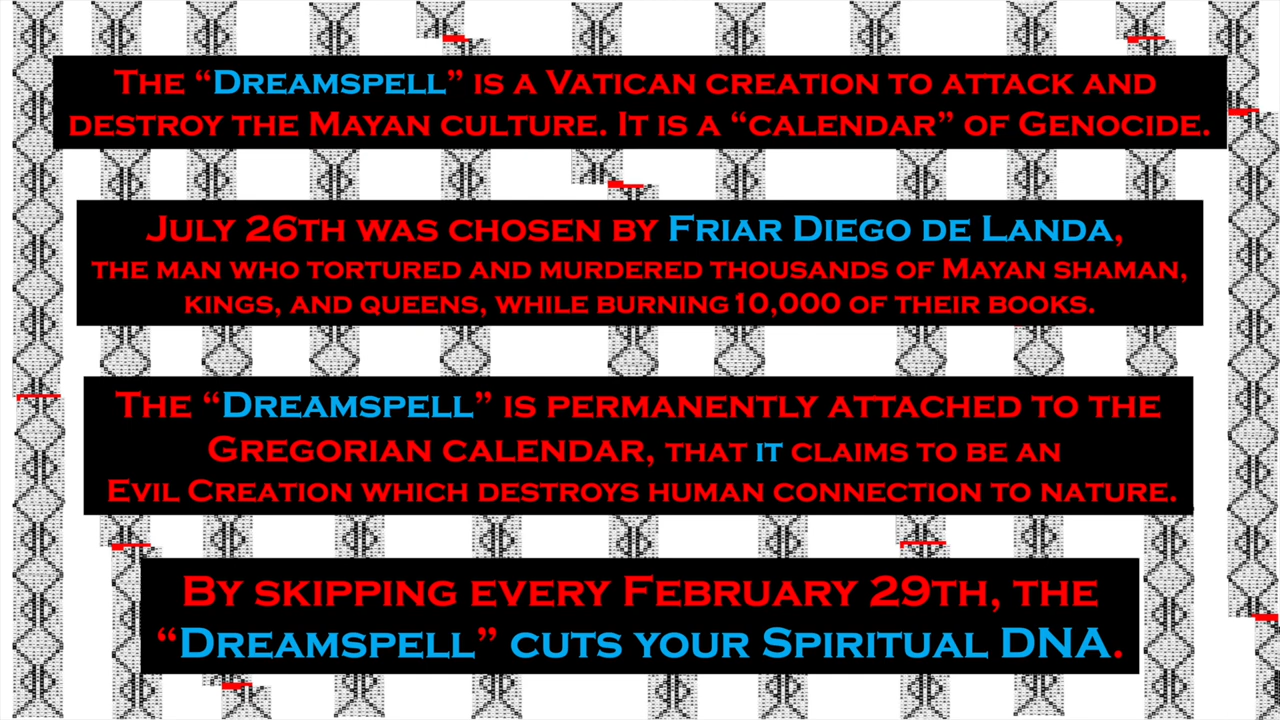 The “Dreamspell” is a Vatican creation to attack and
destroy the Mayan culture. It is a “calendar” of Genocide.
July 26th was chosen by Friar Diego de Landa,
the man who tortured and murdered thousands of Mayan shaman,
kings, and queens, while burning 10,000 of their books.
The “Dreamspell” is permanently attached to the
Gregorian calendar, that it claims to be an
Evil Creation which destroys human connection to nature.
By skipping every February 29th, the
“Dreamspell” cuts your Spiritual DNA.